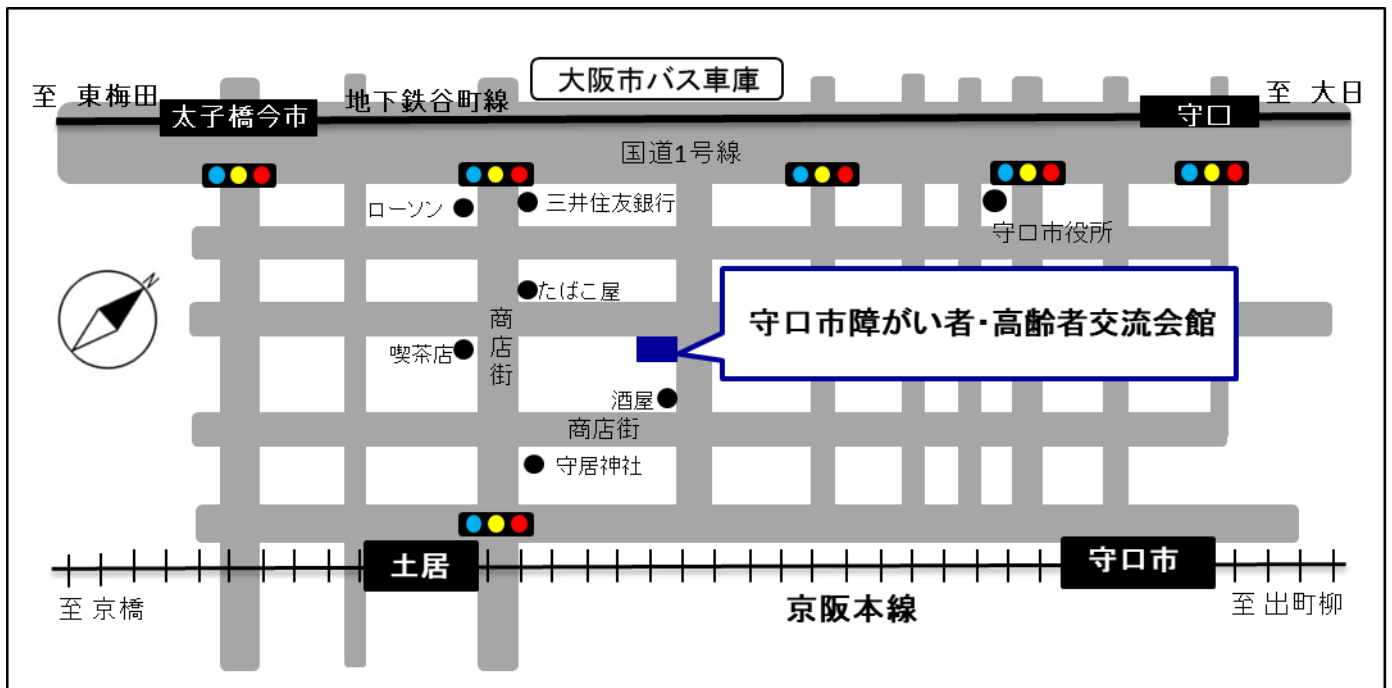 大阪市バス車庫
至 東梅田
地下鉄谷町線
至 大日
太子橋今市
守口
国道1号線
ローソン
三井住友銀行
守口市役所
N
たばこ屋
商店街
守口市障がい者・高齢者交流会館
喫茶店
酒屋
商店街
守居神社
土居
守口市
至 京橋
京阪本線
至 出町柳